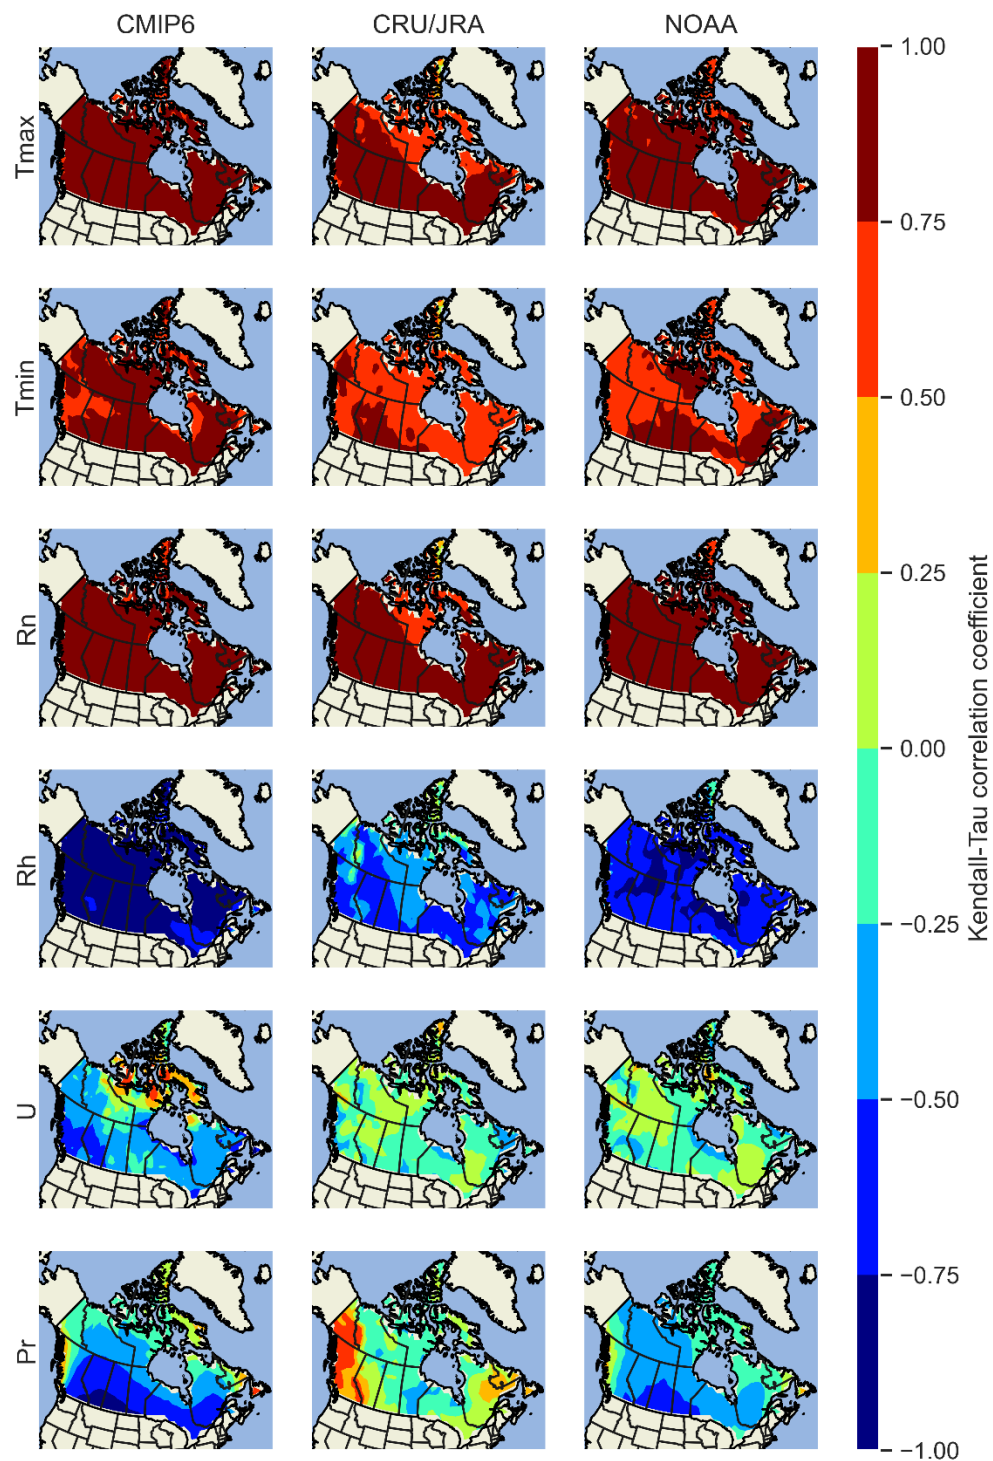 CMIP6 CRU/JRA NOAA
Tmax
Tmin
Rn
Rh
U
Pr
1.00
0.75
0.50
0.25
0.00
−0.25
−0.50
−0.75
−1.00
Kendall-Tau correlation coefficient